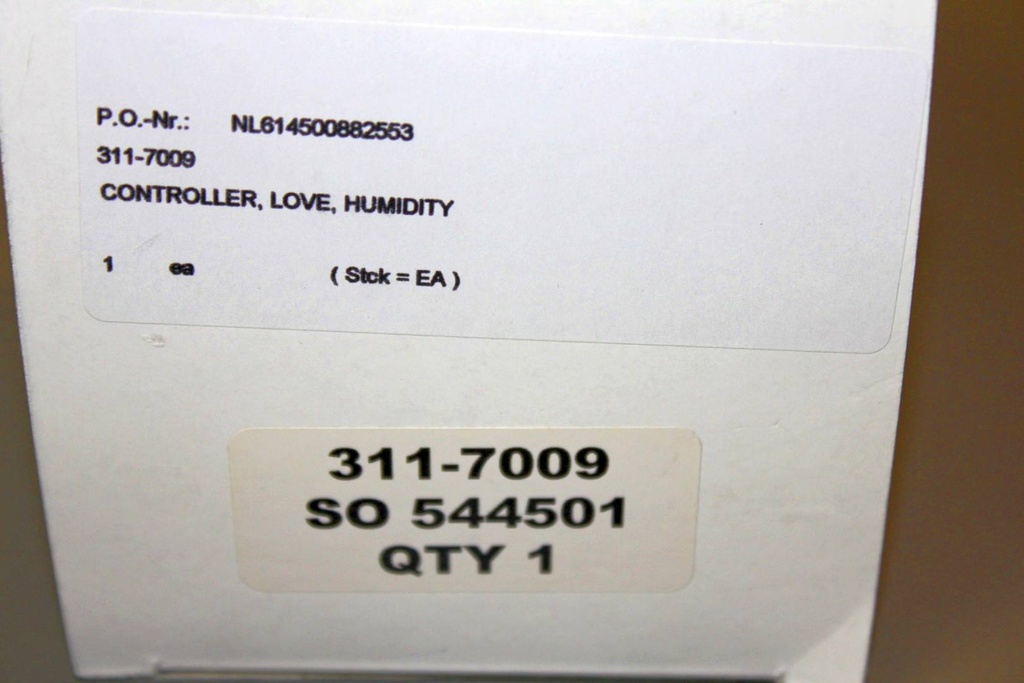 P.O.-Nr.: NL614500882553
311-7009
CONTROLLER, LOVE, HUMIDITY
1 ea ( Stck = EA )
311-7009
SO 544501
QTY 1